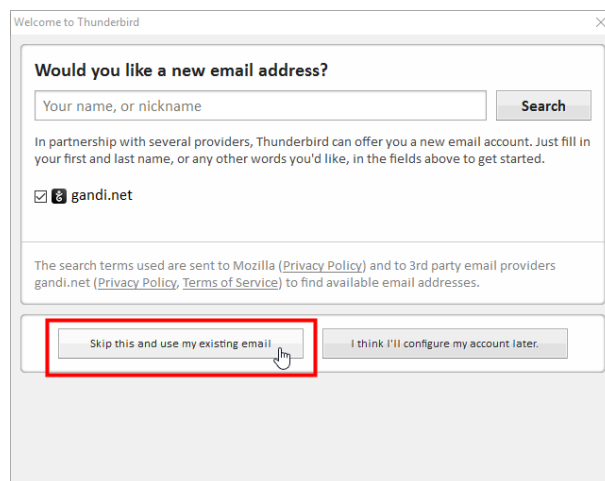 Welcome to Thunderbird
Would you like a new email address?
Your name, or nickname
Search
In partnership with several providers, Thunderbird can offer you a new email account. Just fill in
your first and last name, or any other words you'd like, in the fields above to get started.
gandi.net
The search terms used are sent to Mozilla (Privacy Policy) and to 3rd party email providers
gandi.net (Privacy Policy, Terms of Service) to find available email addresses.
Skip this and use my existing email
I think I'll configure my account later.